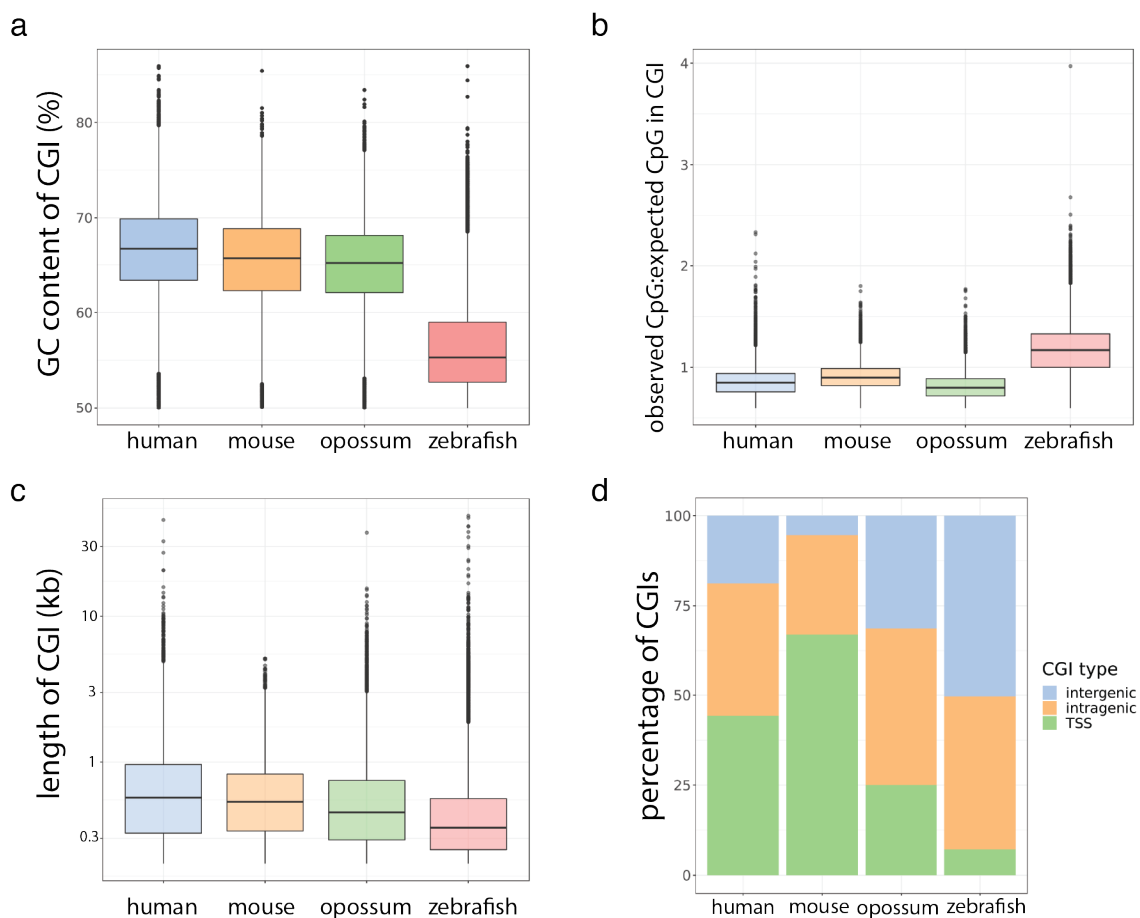 a
GC content of CGI (%)
80
70
60
50
human mouse opossum zebrafish
b
observed CpG:expected CpG in CGI
4
3
2
1
human mouse opossum zebrafish
c
length of CGI (kb)
30
10
3
1
0.3
human mouse opossum zebrafish
d
percentage of CGIs
100
75
50
25
0
human mouse opossum zebrafish
CGI type
intergenic
intragenic
TSS